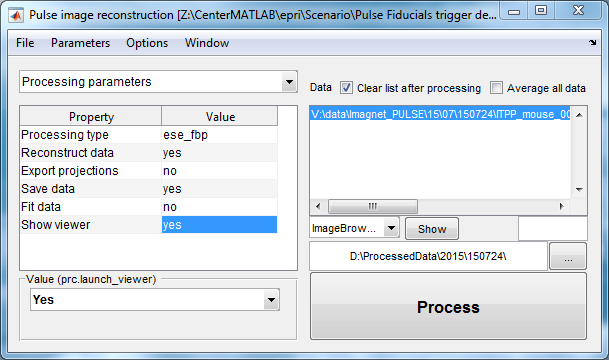 Pulse image reconstruction [Z:\CenterMATLAB\epri\Scenario\Pulse Fiducials trigger de...
File Parameters Options Window
Processing parameters
Property Value
Processing type ese_fbp
Reconstruct data yes
Export projections no
Save data yes
Fit data no
Show viewer yes
Value (prc.launch_viewer)
Yes
Data Clear list after processing Average all data
V:\data\Imagnet_PULSE\15\07\150724\ITPP_mouse_00
ImageBrow... Show
D:\ProcessedData\2015\150724\ ...
Process